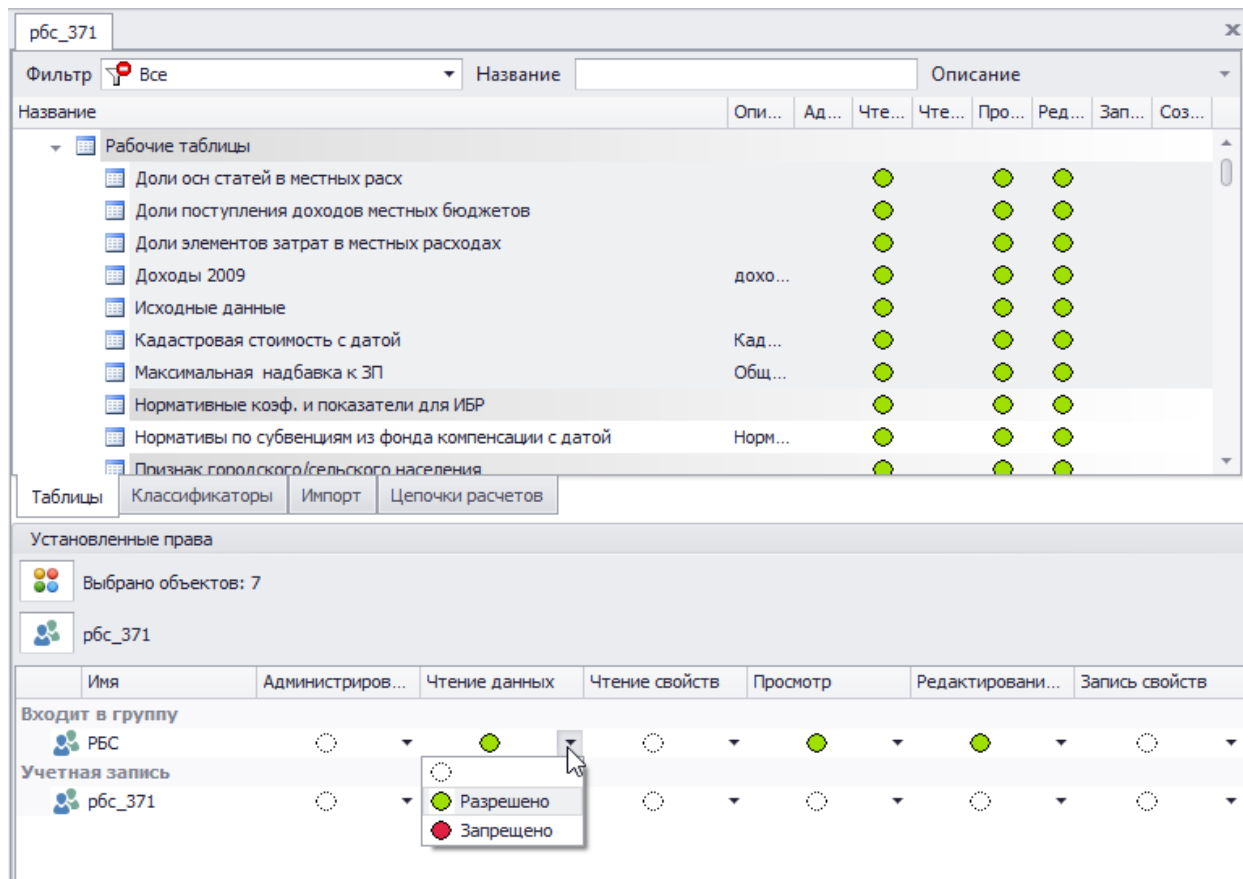 рбс_371
Фильтр Все Название Описание
Название Опи... Ад... Чте... Чте... Про... Ред... Зап... Соз...
Рабочие таблицы
Доли осн статей в местных расх
Доли поступления доходов местных бюджетов
Доли элементов затрат в местных расходах
Доходы 2009 дохо...
Исходные данные
Кадастровая стоимость с датой Кад...
Максимальная надбавка к ЗП Общ...
Нормативные коэф. и показатели для ИБР
Нормативы по субвенциям из фонда компенсации с датой Норм...
Признак городского/сельского населения
Таблицы Классификаторы Импорт Цепочки расчетов
Установленные права
Выбрано объектов: 7
рбс_371
Имя Администриров... Чтение данных Чтение свойств Просмотр Редактировани... Запись свойств
Входит в группу
РБС
Учетная запись
рбс_371 Разрешено
Запрещено